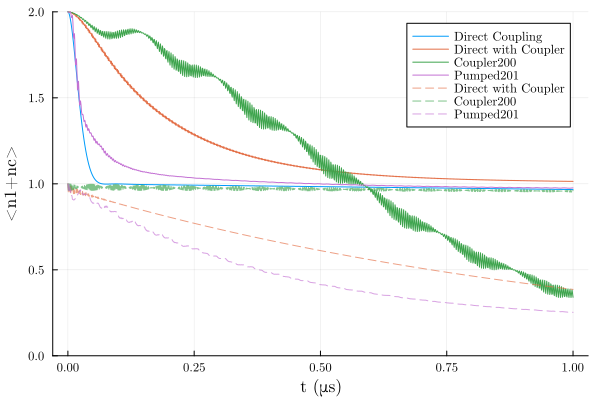 2.0
1.5
1.0
0.5
0.0
<n1+nc>
Direct Coupling
Direct with Coupler
Coupler200
Pumped201
Direct with Coupler
Coupler200
Pumped201
0.00 0.25 0.50 0.75 1.00
t (μs)